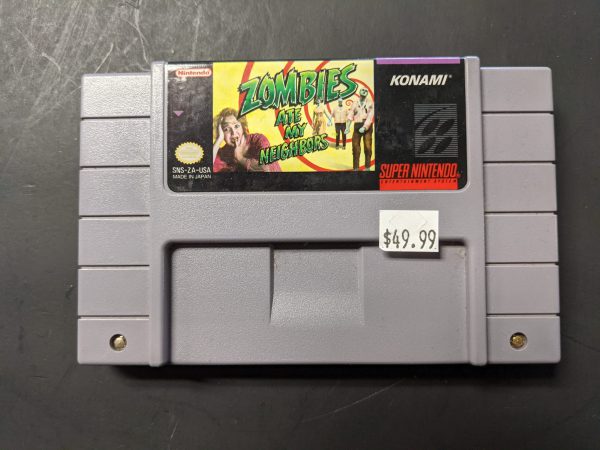 Nintendo
ZOMBIES
ATE
MY
NEIGHBORS
KONAMI®
SNS-ZA-USA
MADE IN JAPAN
SUPER NINTENDO
ENTERTAINMENT SYSTEM
$49.99